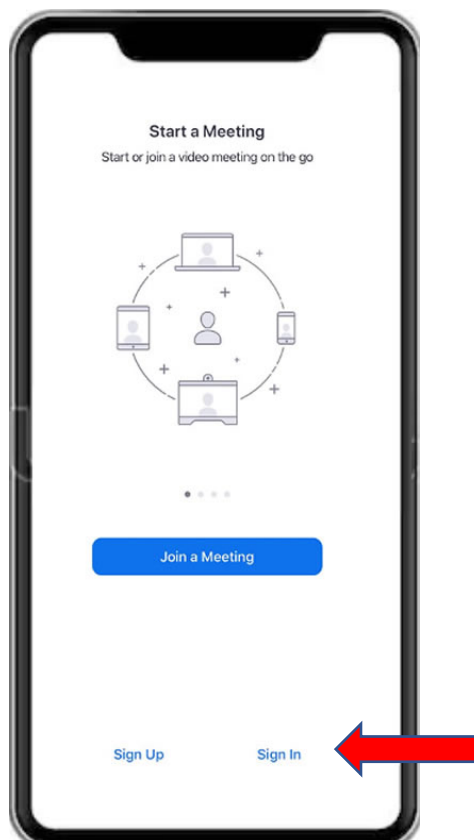 Start a Meeting
Start or join a video meeting on the go
Join a Meeting
Sign Up
Sign In